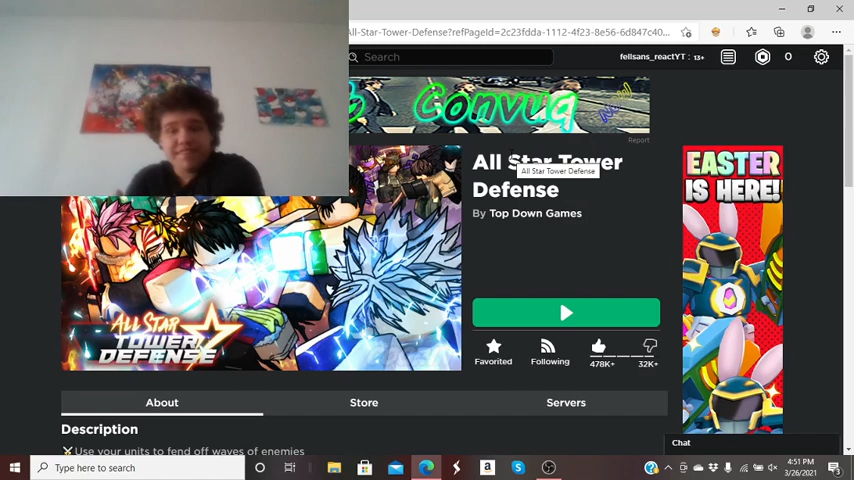 All-Star-Tower-Defense?refPageId=2c23fdda-1112-4f23-8e56-6d847c40...
Search
fellsans_reactYT : 13+
0
Convuq
Report
All Star Tower
Defense
All Star Tower Defense
By Top Down Games
EASTER
IS HERE!
ALL STAR
TOWER
DEFENSE
Favorited
Following
478K+
32K+
About
Store
Servers
Description
Use your units to fend off waves of enemies
Chat
Type here to search
4:51 PM
3/26/2021
3